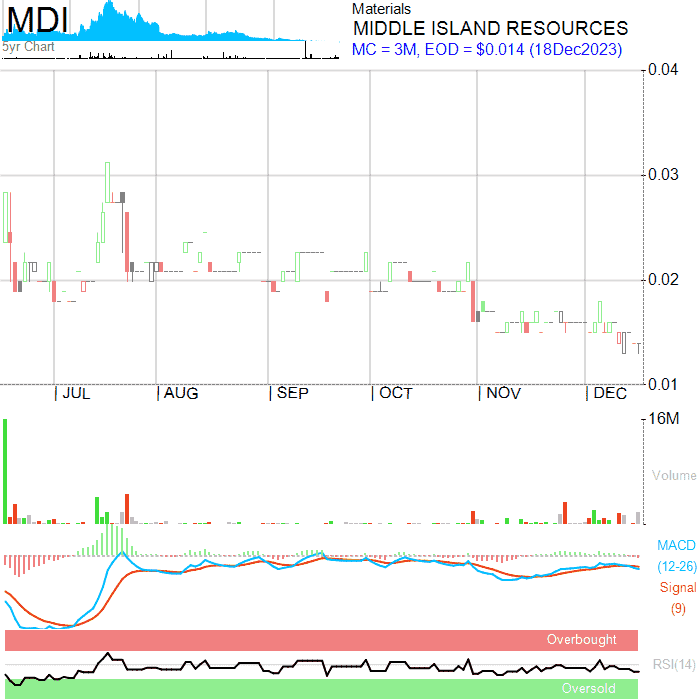 MDI
5yr Chart
Materials
MIDDLE ISLAND RESOURCES
MC = 3M, EOD = $0.014 (18Dec2023)
0.04
0.03
0.02
0.01
JUL
AUG
SEP
OCT
NOV
DEC
16M
Volume
MACD
(12-26)
Signal
(9)
Overbought
RSI(14)
Oversold